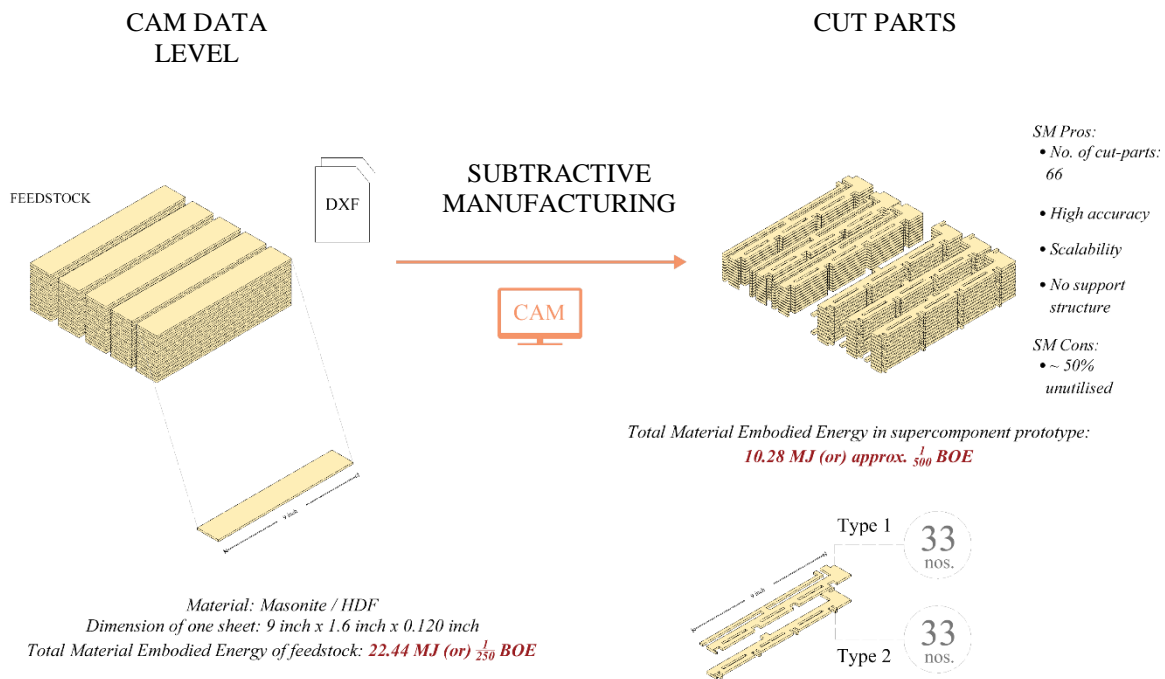 CAM DATA
LEVEL
CUT PARTS
FEEDSTOCK
DXF
SUBTRACTIVE
MANUFACTURING
CAM
SM Pros:
• No. of cut-parts:
66
• High accuracy
• Scalability
• No support
structure
SM Cons:
• ~ 50%
unutilised
9 inch
Material: Masonite / HDF
Dimension of one sheet: 9 inch x 1.6 inch x 0.120 inch
Total Material Embodied Energy of feedstock: 22.44 MJ (or) 1/250 BOE
Total Material Embodied Energy in supercomponent prototype:
10.28 MJ (or) approx. 1/500 BOE
9 inch
Type 1
33
nos.
Type 2
33
nos.